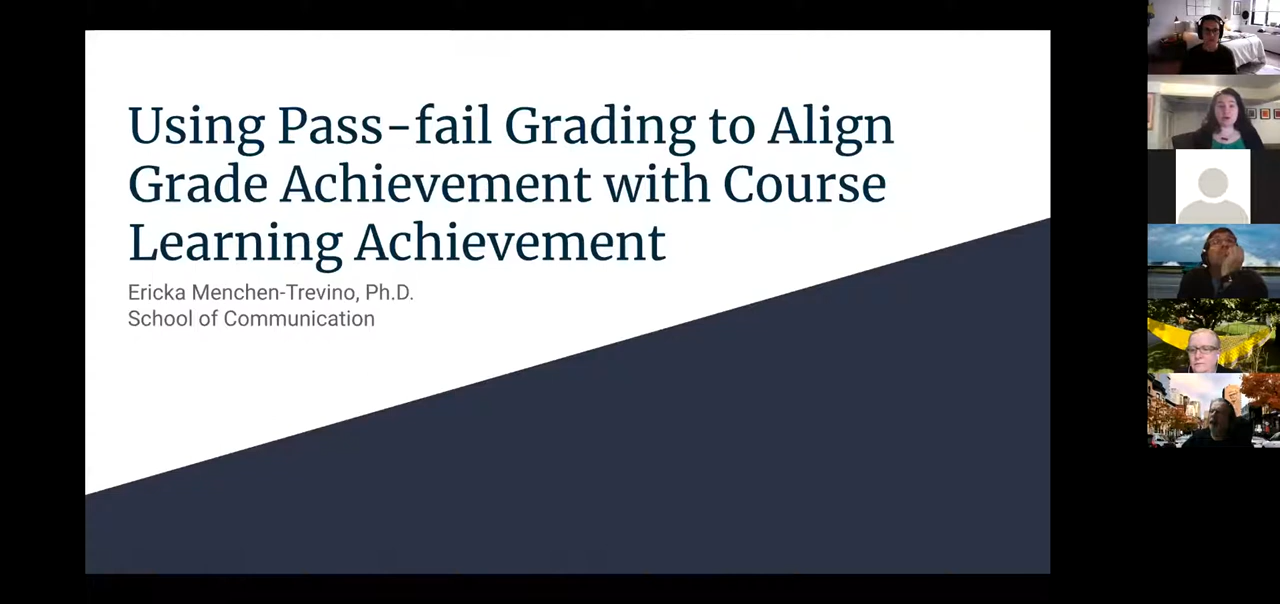 Using Pass-fail Grading to Align
Grade Achievement with Course
Learning Achievement
Ericka Menchen-Trevino, Ph.D.
School of Communication